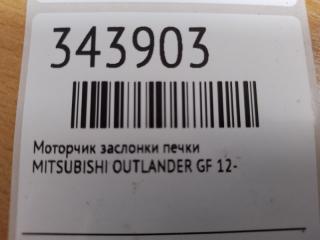 343903
Моторчик заслонки печки
MITSUBISHI OUTLANDER GF 12-